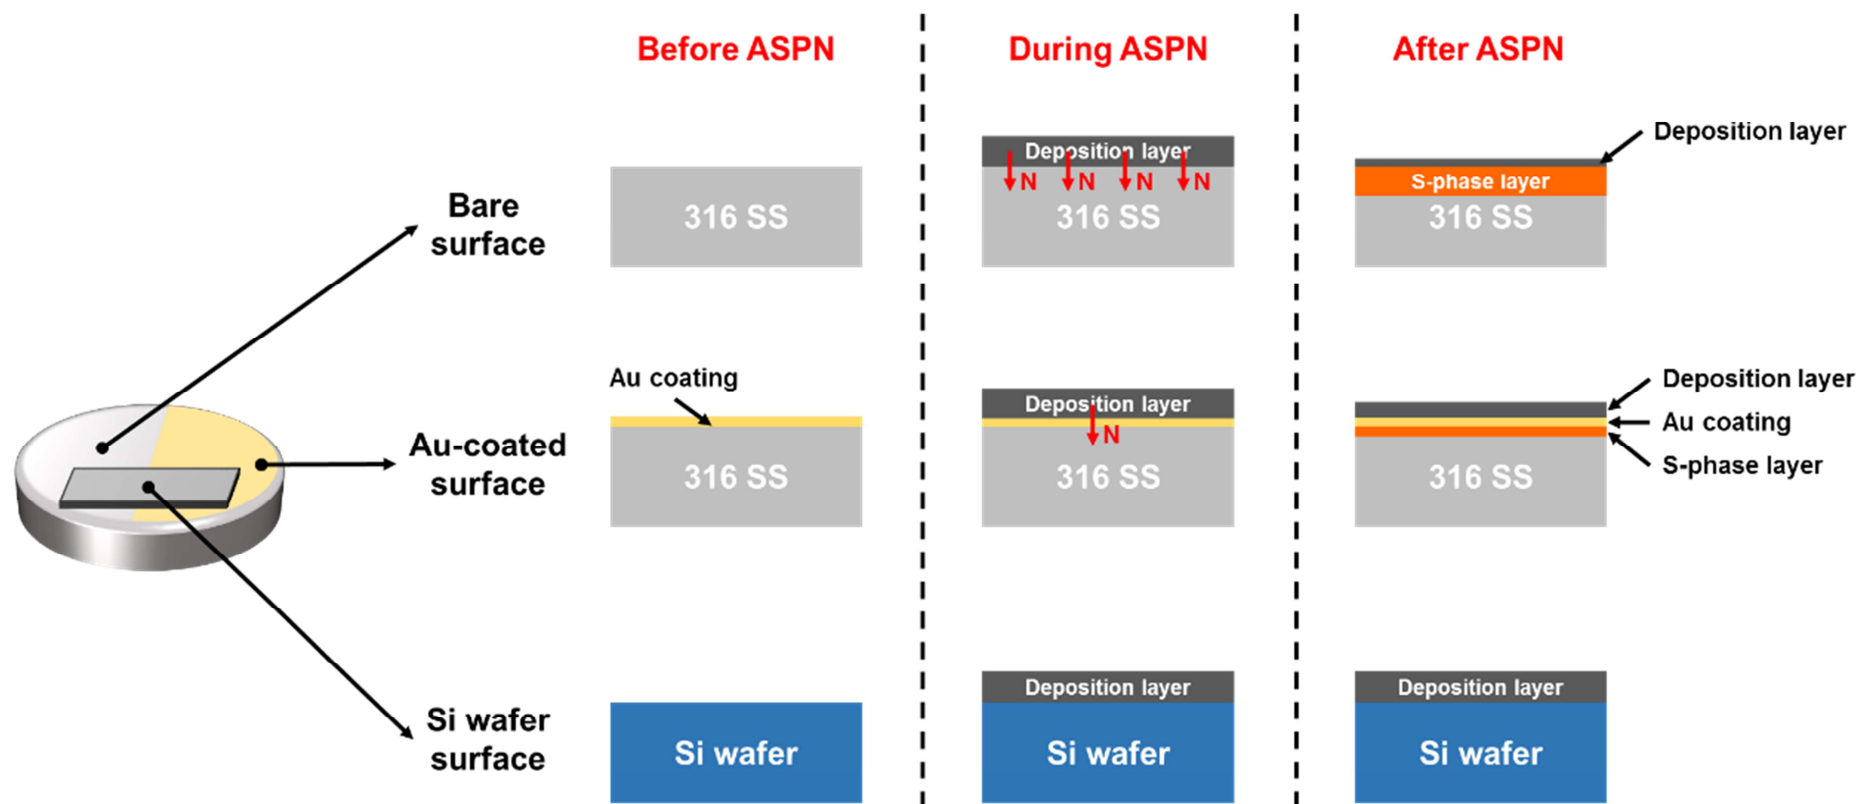 Before ASPN
During ASPN
After ASPN
Bare
surface
316 SS
Deposition layer
N N N N
316 SS
Deposition layer
S-phase layer
316 SS
Au-coated
surface
Au coating
316 SS
Deposition layer
N
316 SS
Deposition layer
Au coating
S-phase layer
316 SS
Si wafer
surface
Si wafer
Deposition layer
Si wafer
Deposition layer
Si wafer